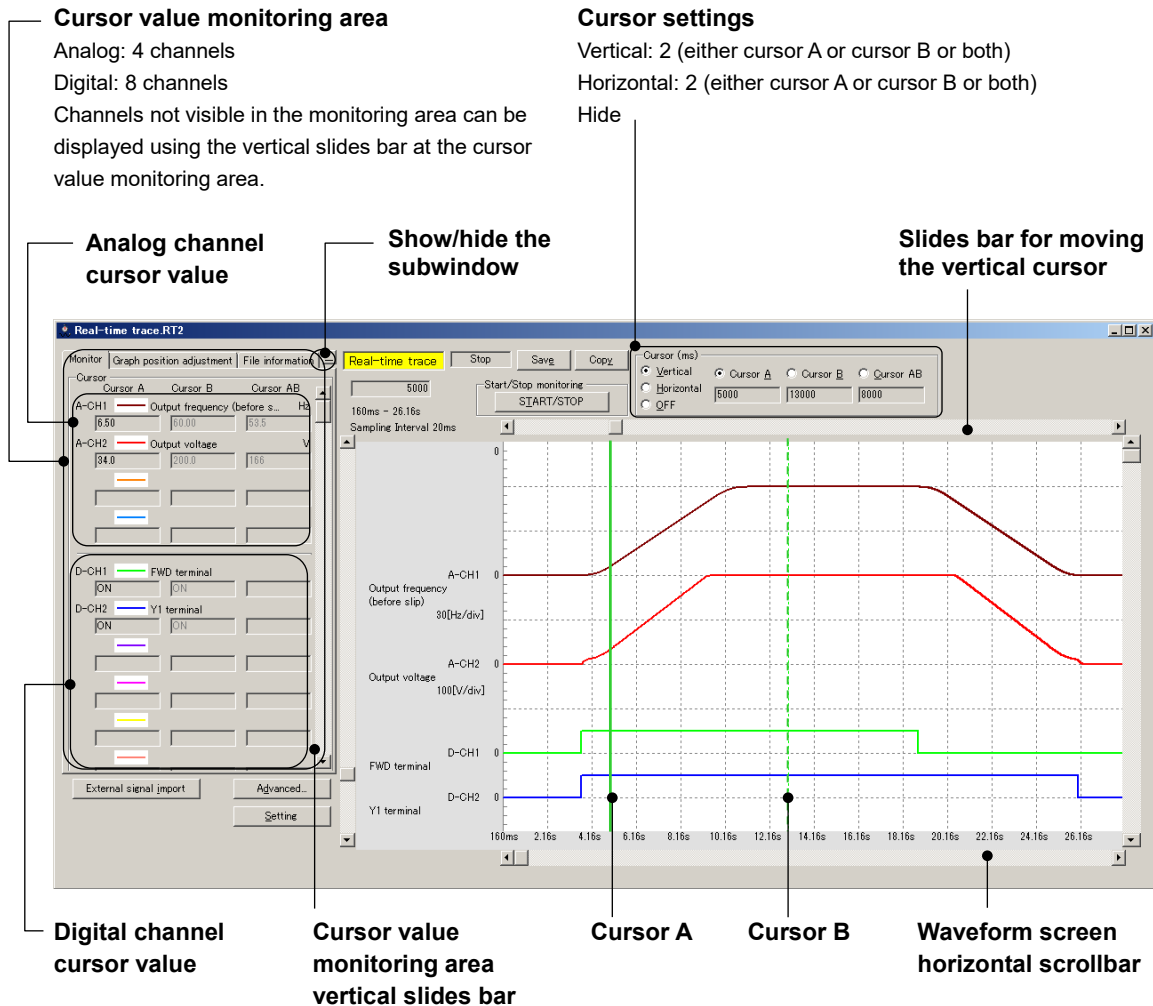 Cursor value monitoring area
Analog: 4 channels
Digital: 8 channels
Channels not visible in the monitoring area can be
displayed using the vertical slides bar at the cursor
value monitoring area.
Cursor settings
Vertical: 2 (either cursor A or cursor B or both)
Horizontal: 2 (either cursor A or cursor B or both)
Hide
Analog channel
cursor value
Show/hide the
subwindow
Slides bar for moving
the vertical cursor
Real-time trace.RT2
Monitor Graph position adjustment File information
Cursor
Cursor A Cursor B Cursor AB
A-CH1 Output frequency (before s... Hz
6.50 60.00 53.5
A-CH2 Output voltage V
34.0 200.0 166
D-CH1 FWD terminal
ON ON
D-CH2 Y1 terminal
ON ON
External signal import Advanced...
Setting
Real-time trace Stop Save Copy
5000
160ms - 26.16s
Sampling Interval 20ms
Start/Stop monitoring
START/STOP
Cursor (ms)
Vertical Cursor A Cursor B Cursor AB
Horizontal 5000 13000 8000
OFF
0
A-CH1 0
Output frequency
(before slip)
30[Hz/div]
A-CH2 0
Output voltage
100[V/div]
D-CH1 0
FWD terminal
D-CH2 0
Y1 terminal
160ms 2.16s 4.16s 6.16s 8.16s 10.16s 12.16s 14.16s 16.16s 18.16s 20.16s 22.16s 24.16s 26.16s
Digital channel
cursor value
Cursor value
monitoring area
vertical slides bar
Cursor A
Cursor B
Waveform screen
horizontal scrollbar